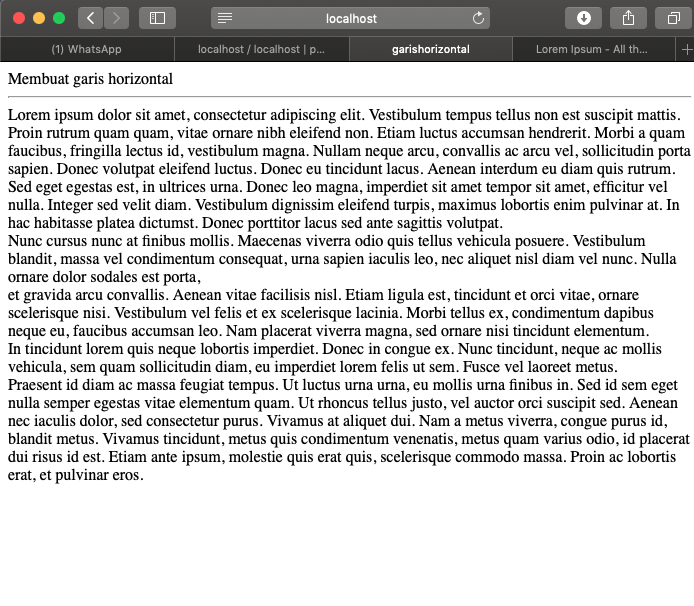 localhost
(1) WhatsApp
localhost / localhost | p...
garishorizontal
Lorem Ipsum - All th...
Membuat garis horizontal
Lorem ipsum dolor sit amet, consectetur adipiscing elit. Vestibulum tempus tellus non est suscipit mattis.
Proin rutrum quam quam, vitae ornare nibh eleifend non. Etiam luctus accumsan hendrerit. Morbi a quam
faucibus, fringilla lectus id, vestibulum magna. Nullam neque arcu, convallis ac arcu vel, sollicitudin porta
sapien. Donec volutpat eleifend luctus. Donec eu tincidunt lacus. Aenean interdum eu diam quis rutrum.
Sed eget egestas est, in ultrices urna. Donec leo magna, imperdiet sit amet tempor sit amet, efficitur vel
nulla. Integer sed velit diam. Vestibulum dignissim eleifend turpis, maximus lobortis enim pulvinar at. In
hac habitasse platea dictumst. Donec porttitor lacus sed ante sagittis volutpat.
Nunc cursus nunc at finibus mollis. Maecenas viverra odio quis tellus vehicula posuere. Vestibulum
blandit, massa vel condimentum consequat, urna sapien iaculis leo, nec aliquet nisl diam vel nunc. Nulla
ornare dolor sodales est porta,
et gravida arcu convallis. Aenean vitae facilisis nisl. Etiam ligula est, tincidunt et orci vitae, ornare
scelerisque nisi. Vestibulum vel felis et ex scelerisque lacinia. Morbi tellus ex, condimentum dapibus
neque eu, faucibus accumsan leo. Nam placerat viverra magna, sed ornare nisi tincidunt elementum.
In tincidunt lorem quis neque lobortis imperdiet. Donec in congue ex. Nunc tincidunt, neque ac mollis
vehicula, sem quam sollicitudin diam, eu imperdiet lorem felis ut sem. Fusce vel laoreet metus.
Praesent id diam ac massa feugiat tempus. Ut luctus urna urna, eu mollis urna finibus in. Sed id sem eget
nulla semper egestas vitae elementum quam. Ut rhoncus tellus justo, vel auctor orci suscipit sed. Aenean
nec iaculis dolor, sed consectetur purus. Vivamus at aliquet dui. Nam a metus viverra, congue purus id,
blandit metus. Vivamus tincidunt, metus quis condimentum venenatis, metus quam varius odio, id placerat
dui risus id est. Etiam ante ipsum, molestie quis erat quis, scelerisque commodo massa. Proin ac lobortis
erat, et pulvinar eros.